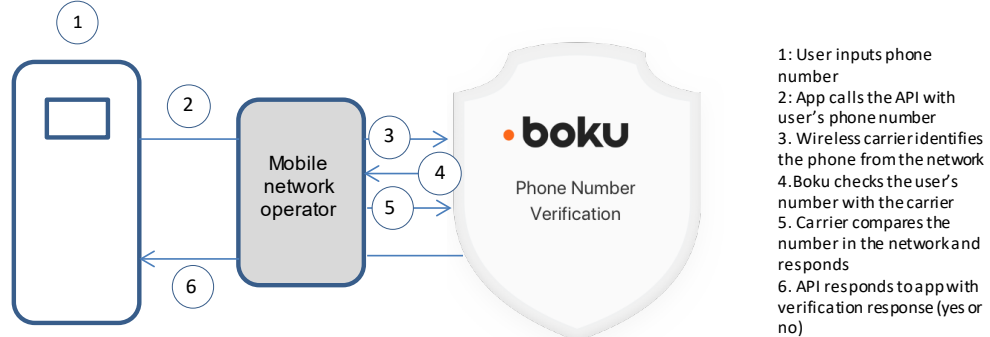 1
2
3
4
5
6
Mobile
network
operator
boku
Phone Number
Verification
1: User inputs phone
number
2: App calls the API with
user's phone number
3. Wireless carrier identifies
the phone from the network
4.Boku checks the user's
number with the carrier
5. Carrier compares the
number in the network and
responds
6. API responds to app with
verification response (yes or
no)